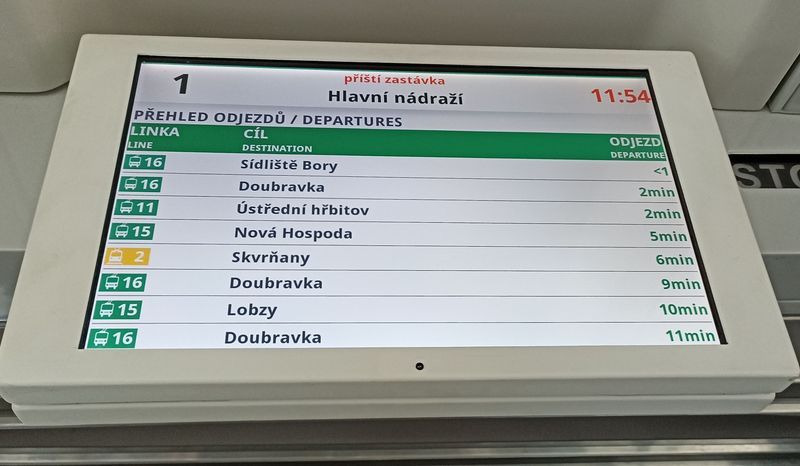 1
příští zastávka
Hlavní nádraží
11:54
PŘEHLED ODJEZDŮ / DEPARTURES
LINKA CÍL ODJEZD
LINE DESTINATION DEPARTURE
16 Sídliště Bory <1
16 Doubravka 2min
11 Ústřední hřbitov 2min
15 Nová Hospoda 5min
2 Skvrňany 6min
16 Doubravka 9min
15 Lobzy 10min
16 Doubravka 11min